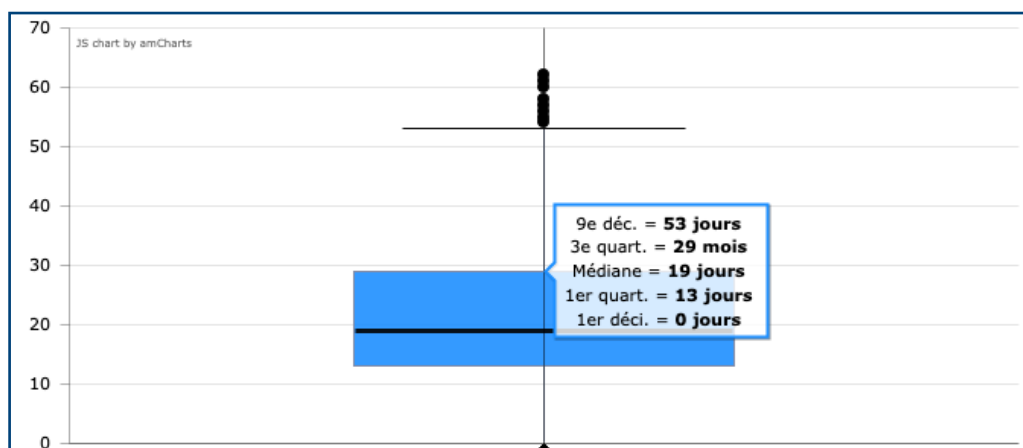 70
JS chart by amCharts
60
50
40
9e déc. = 53 jours
3e quart. = 29 mois
30
Médiane = 19 jours
1er quart. = 13 jours
20
1er déci. = 0 jours
10
0